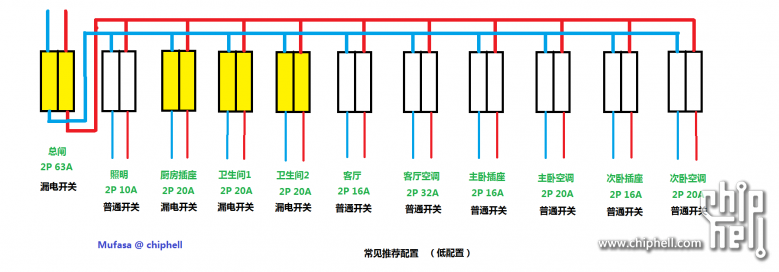 总闸
2P 63A
漏电开关
照明
2P 10A
普通开关
厨房插座
2P 20A
漏电开关
卫生间1
2P 20A
漏电开关
卫生间2
2P 20A
漏电开关
客厅
2P 16A
普通开关
客厅空调
2P 32A
普通开关
主卧插座
2P 16A
普通开关
主卧空调
2P 20A
普通开关
次卧插座
2P 16A
普通开关
次卧空调
2P 20A
普通开关
Mufasa @ chiphell
常见推荐配置 （低配置）
chip
hell
www.chiphell.com